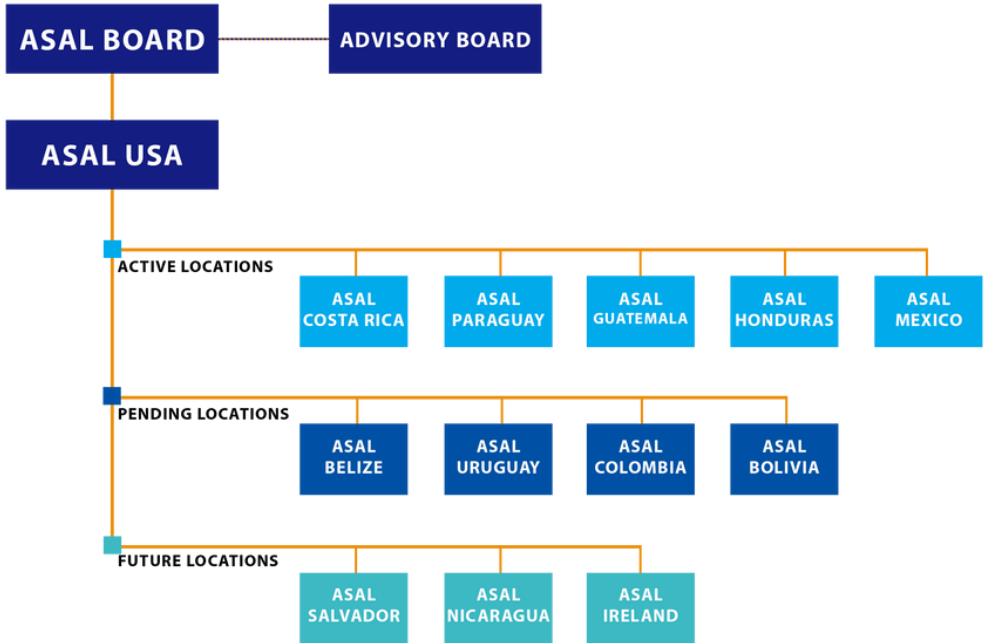 ASAL BOARD
ADVISORY BOARD
ASAL USA
ACTIVE LOCATIONS
ASAL
COSTA RICA
ASAL
PARAGUAY
ASAL
GUATEMALA
ASAL
HONDURAS
ASAL
MEXICO
PENDING LOCATIONS
ASAL
BELIZE
ASAL
URUGUAY
ASAL
COLOMBIA
ASAL
BOLIVIA
FUTURE LOCATIONS
ASAL
SALVADOR
ASAL
NICARAGUA
ASAL
IRELAND